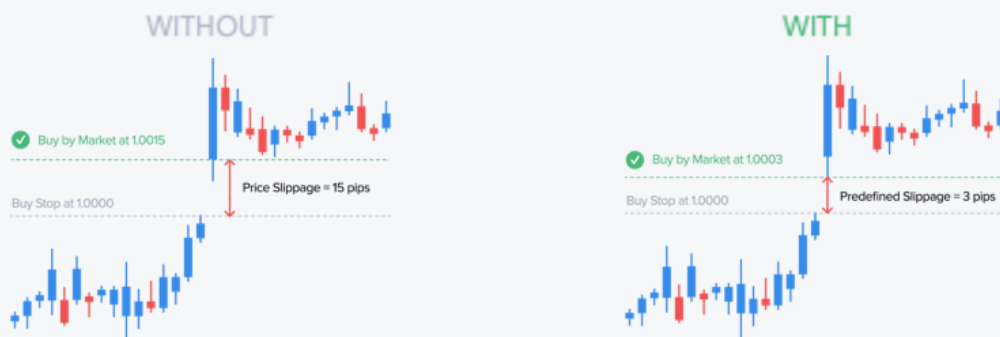 WITHOUT
Buy by Market at 1.0015
Price Slippage = 15 pips
Buy Stop at 1.0000
WITH
Buy by Market at 1.0003
Buy Stop at 1.0000
Predefined Slippage = 3 pips